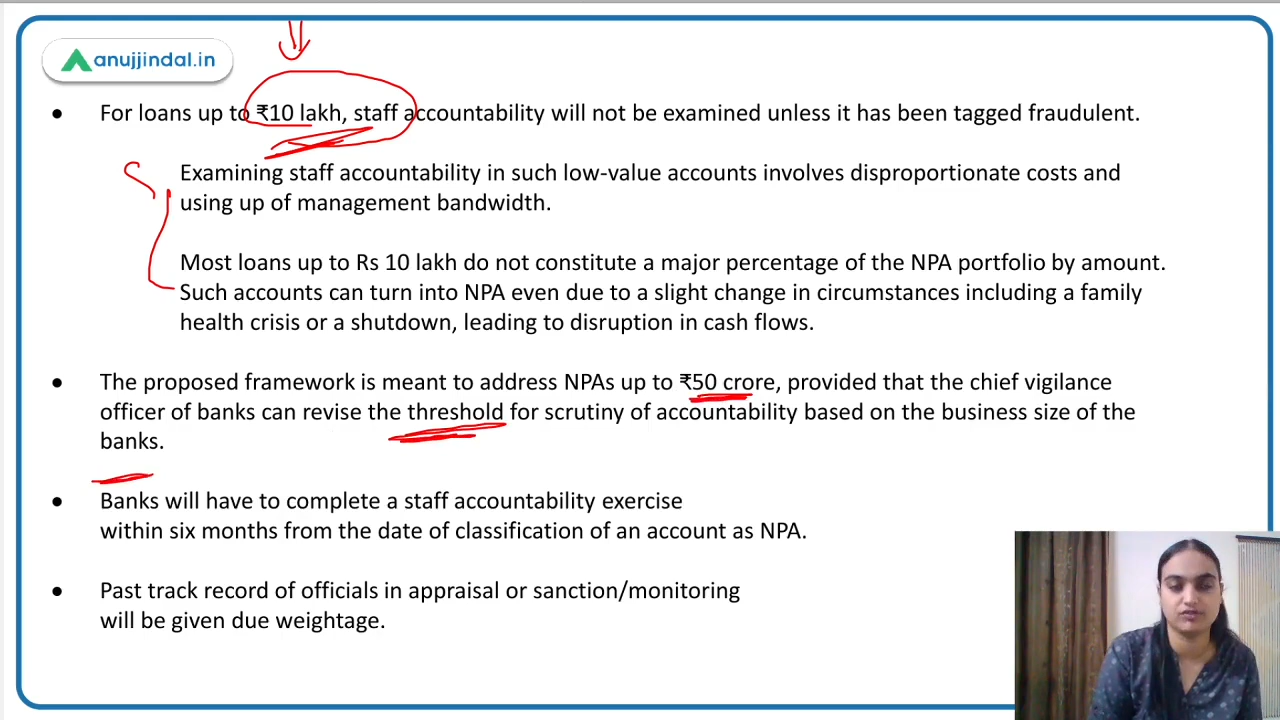 anujjindal.in
• For loans up to ₹10 lakh, staff accountability will not be examined unless it has been tagged fraudulent.
Examining staff accountability in such low-value accounts involves disproportionate costs and
using up of management bandwidth.
Most loans up to Rs 10 lakh do not constitute a major percentage of the NPA portfolio by amount.
Such accounts can turn into NPA even due to a slight change in circumstances including a family
health crisis or a shutdown, leading to disruption in cash flows.
• The proposed framework is meant to address NPAs up to ₹50 crore, provided that the chief vigilance
officer of banks can revise the threshold for scrutiny of accountability based on the business size of the
banks.
• Banks will have to complete a staff accountability exercise
within six months from the date of classification of an account as NPA.
• Past track record of officials in appraisal or sanction/monitoring
will be given due weightage.